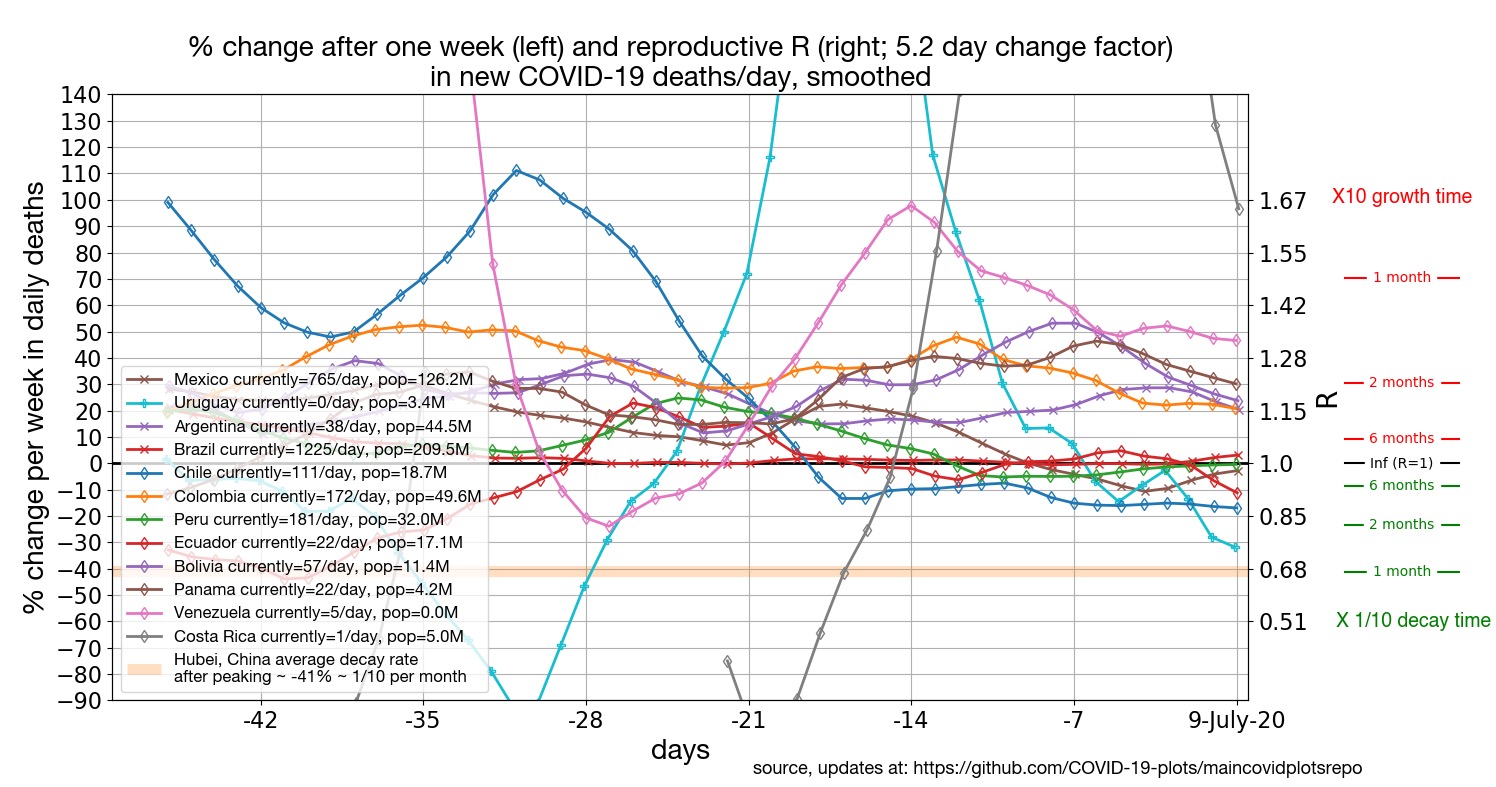 % change after one week (left) and reproductive R (right; 5.2 day change factor)
in new COVID-19 deaths/day, smoothed
% change per week in daily deaths
140
130
120
110
100
90
80
70
60
50
40
30
20
10
0
−10
−20
−30
−40
−50
−60
−70
−80
−90
Mexico currently=765/day, pop=126.2M
Uruguay currently=0/day, pop=3.4M
Argentina currently=38/day, pop=44.5M
Brazil currently=1225/day, pop=209.5M
Chile currently=111/day, pop=18.7M
Colombia currently=172/day, pop=49.6M
Peru currently=181/day, pop=32.0M
Ecuador currently=22/day, pop=17.1M
Bolivia currently=57/day, pop=11.4M
Panama currently=22/day, pop=4.2M
Venezuela currently=5/day, pop=0.0M
Costa Rica currently=1/day, pop=5.0M
Hubei, China average decay rate
after peaking ~ -41% ~ 1/10 per month
-42
-35
-28
-21
-14
-7
9-July-20
days
1.67
1.55
1.42
1.28
1.15
1.0
0.85
0.68
0.51
R
X10 growth time
1 month
2 months
6 months
Inf (R=1)
6 months
2 months
1 month
X 1/10 decay time
source, updates at: https://github.com/COVID-19-plots/maincovidplotsrepo